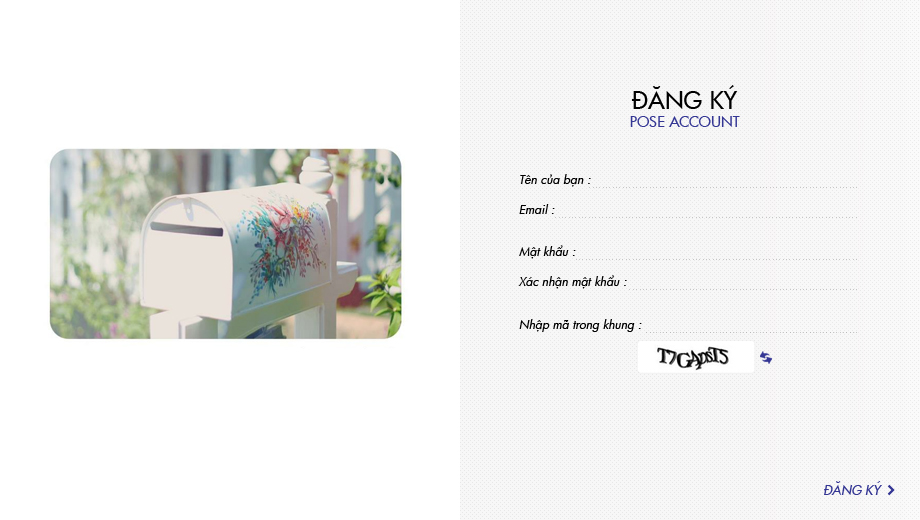 ĐĂNG KÝ
POSE ACCOUNT
Tên của bạn :
Email :
Mật khẩu :
Xác nhận mật khẩu :
Nhập mã trong khung :
ĐĂNG KÝ